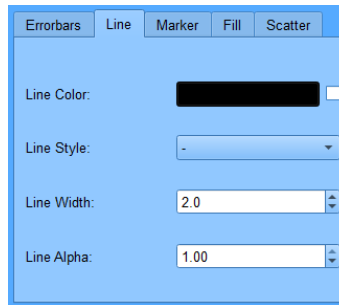 Errorbars Line Marker Fill Scatter
Line Color:
Line Style: -
Line Width: 2.0
Line Alpha: 1.00